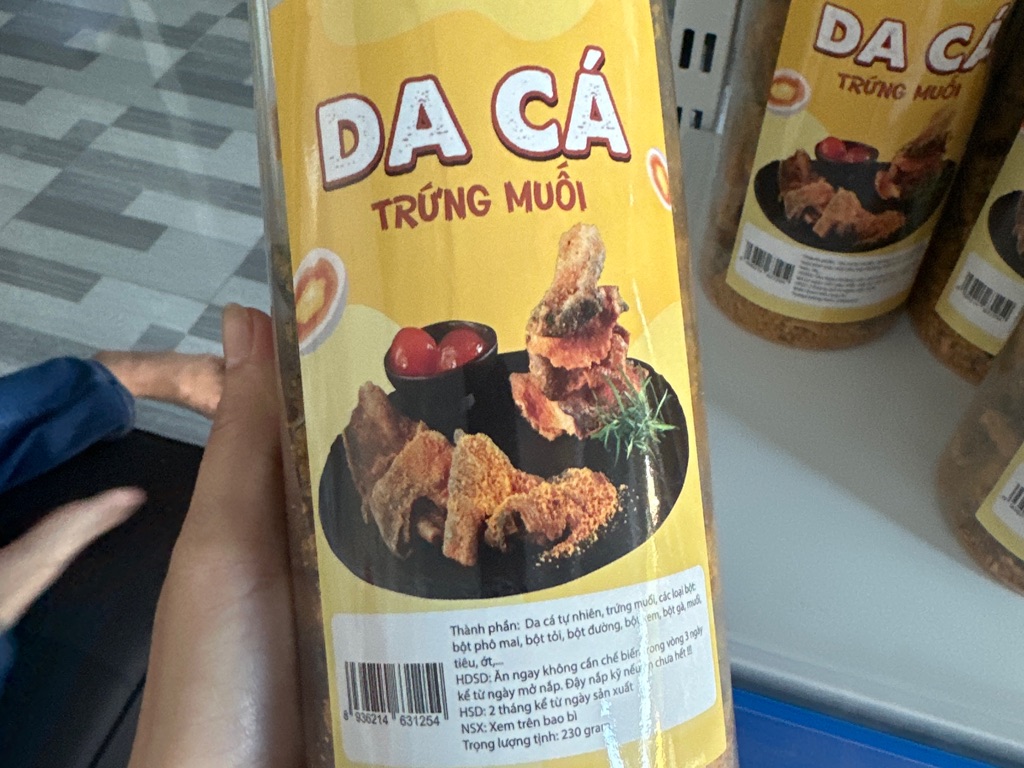 DA CÁ
TRỨNG MUỐI
Thành phần: Da cá tự nhiên, trứng muối, các loại bột
bột phô mai, bột tỏi, bột đường, bột kem, bột gà, muối,
tiêu, ớt,...
HDSD: Ăn ngay không cần chế biến, trong vòng 3 ngày
kể từ ngày mở nắp. Đậy nắp kỹ nếu ăn chưa hết !!
HSD: 2 tháng kể từ ngày sản xuất
NSX: Xem trên bao bì
Trọng lượng tịnh: 230 gram
8 936214 631254
DA CÁ
TRỨNG MUỐI